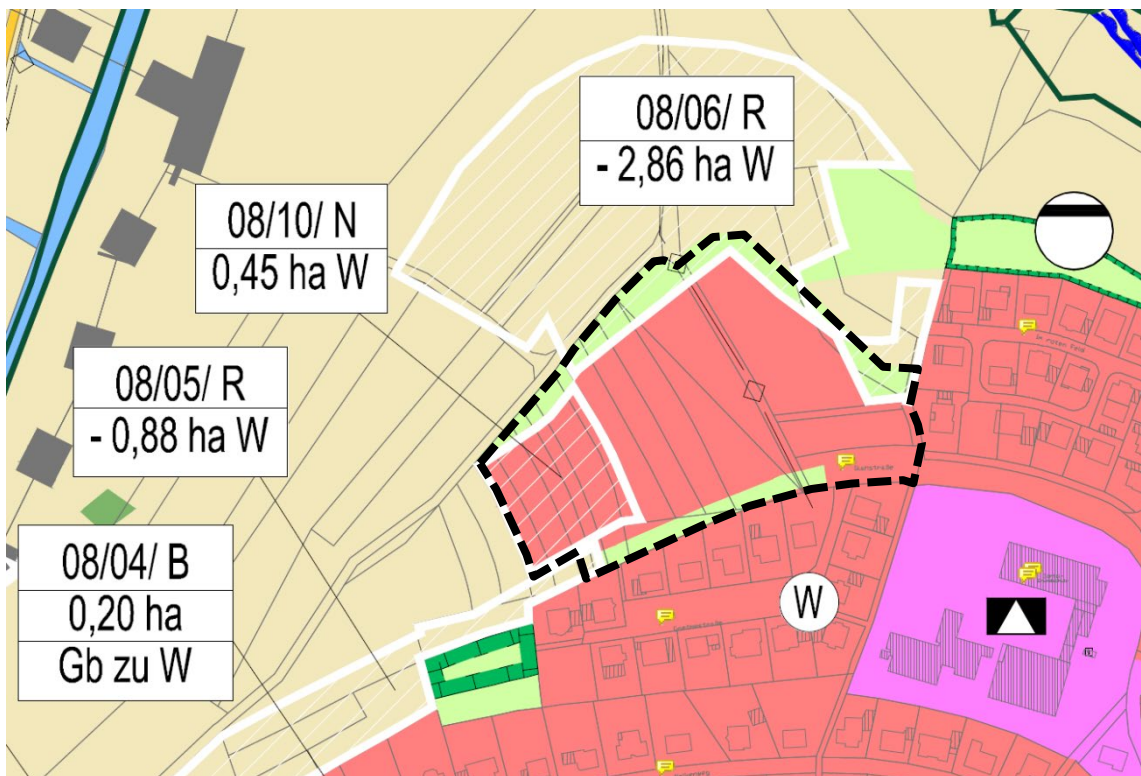 08/06/ R
- 2,86 ha W
08/10/ N
0,45 ha W
08/05/ R
- 0,88 ha W
08/04/ B
0,20 ha
Gb zu W
W